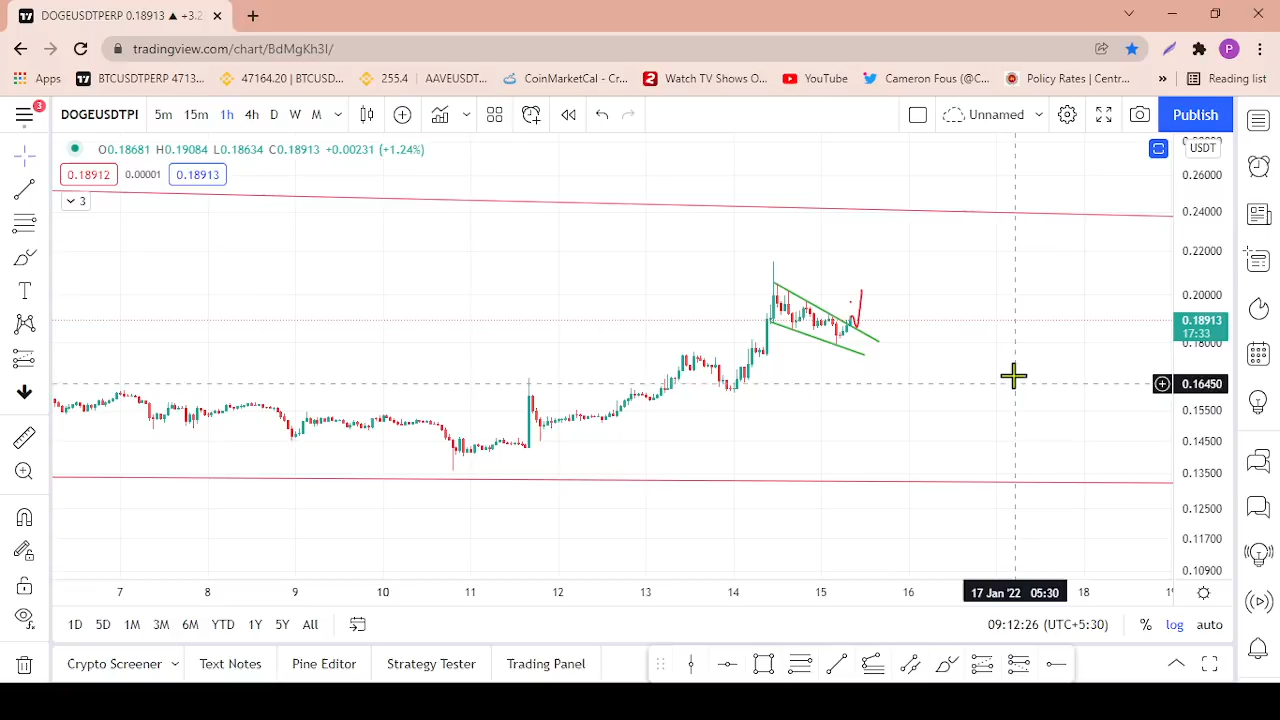 DOGEUSDTPERP 0.18913 ▲ +3.2
tradingview.com/chart/BdMgKh3I/
P
Apps
BTCUSDTPERP 4713...
47164.20 | BTCUSD...
255.4
AAVEUSDT...
CoinMarketCal - Cr...
Watch TV Shows O...
YouTube
Cameron Fous (@C...
Policy Rates | Centr...
»
Reading list
3
DOGEUSDTPI
5m
15m
1h
4h
D
W
M
Unnamed
Publish
O0.18681 H0.19084 L0.18634 C0.18913 +0.00231 (+1.24%)
USDT
0.18912
0.00001
0.18913
3
0.26000
0.24000
0.22000
0.20000
0.18913
17:33
0.18000
0.16450
0.15500
0.14500
0.13500
0.12500
0.11700
0.10900
7
8
9
10
11
12
13
14
15
16
17 Jan '22 05:30
18
1D
5D
1M
3M
6M
YTD
1Y
5Y
All
09:12:26 (UTC+5:30)
%
log
auto
Crypto Screener
Text Notes
Pine Editor
Strategy Tester
Trading Panel